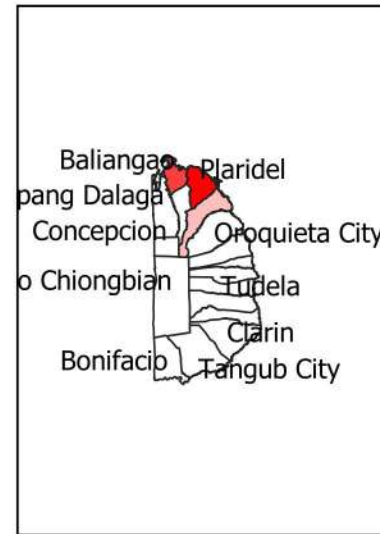 Baliangao
Plaridel
pang Dalaga
Concepcion
Oroquieta City
o Chiongbian
Tudela
Clarin
Bonifacio
Tangub City